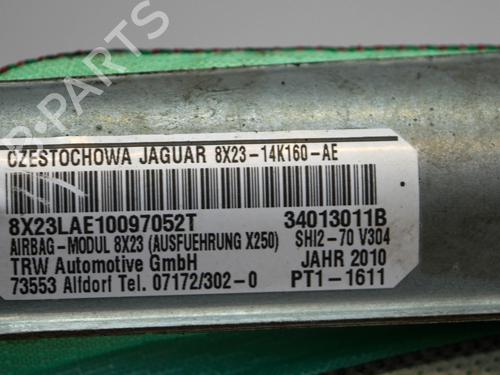 CZESTOCHOWA JAGUAR 8X23-14K160-AE
8X23LAE10097052T 34013011B
AIRBAG-MODUL 8X23 (AUSFUEHRUNG X250) SHI2-70 V304
TRW Automotive GmbH JAHR 2010
73553 Alfdorf Tel. 07172/302-0 PT1-1611
B-PARTS